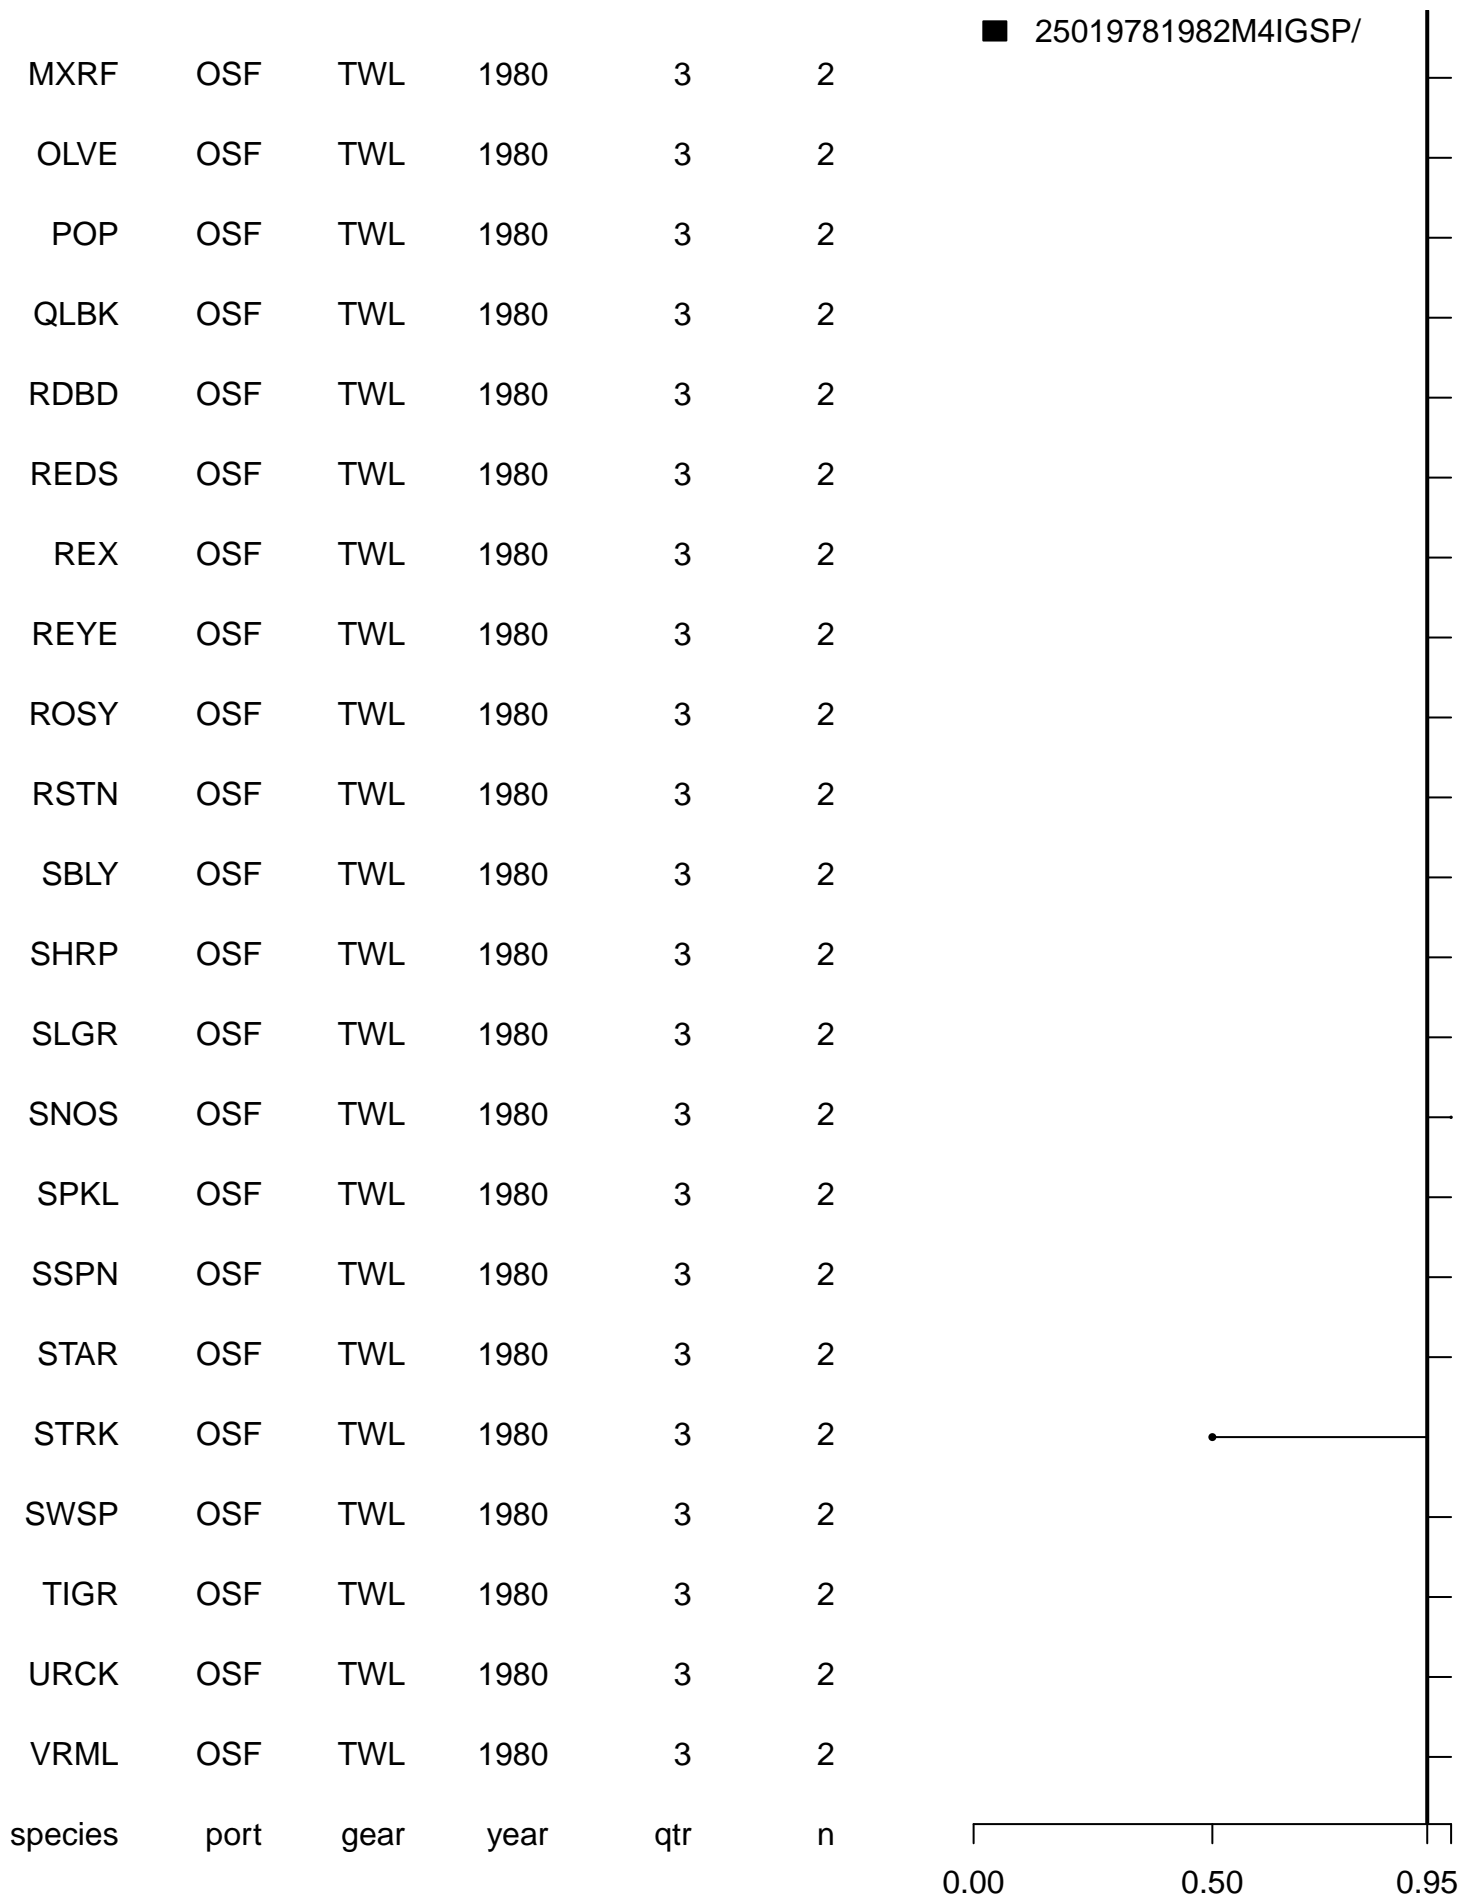 25019781982M4IGSP/
MXRF OSF TWL 1980 3 2
OLVE OSF TWL 1980 3 2
POP OSF TWL 1980 3 2
QLBK OSF TWL 1980 3 2
RDBD OSF TWL 1980 3 2
REDS OSF TWL 1980 3 2
REX OSF TWL 1980 3 2
REYE OSF TWL 1980 3 2
ROSY OSF TWL 1980 3 2
RSTN OSF TWL 1980 3 2
SBLY OSF TWL 1980 3 2
SHRP OSF TWL 1980 3 2
SLGR OSF TWL 1980 3 2
SNOS OSF TWL 1980 3 2
SPKL OSF TWL 1980 3 2
SSPN OSF TWL 1980 3 2
STAR OSF TWL 1980 3 2
STRK OSF TWL 1980 3 2
SWSP OSF TWL 1980 3 2
TIGR OSF TWL 1980 3 2
URCK OSF TWL 1980 3 2
VRML OSF TWL 1980 3 2
species port gear year qtr n
0.00 0.50 0.95